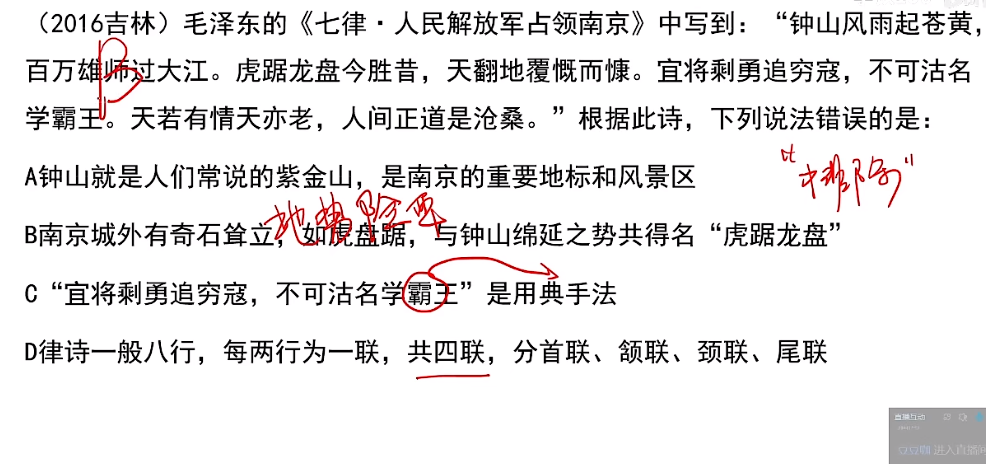 （2016吉林）毛泽东的《七律·人民解放军占领南京》中写到：“钟山风雨起苍黄，
百万雄师过大江。虎踞龙盘今胜昔，天翻地覆慨而慷。宜将剩勇追穷寇，不可沽名
学霸王。天若有情天亦老，人间正道是沧桑。”根据此诗，下列说法错误的是：
B
A钟山就是人们常说的紫金山，是南京的重要地标和风景区
“排除”
地势险要
B南京城外有奇石耸立，如虎盘踞，与钟山绵延之势共得名“虎踞龙盘”
C“宜将剩勇追穷寇，不可沽名学霸王”是用典手法
D律诗一般八行，每两行为一联，共四联，分首联、颔联、颈联、尾联
直播互动
进入直播间